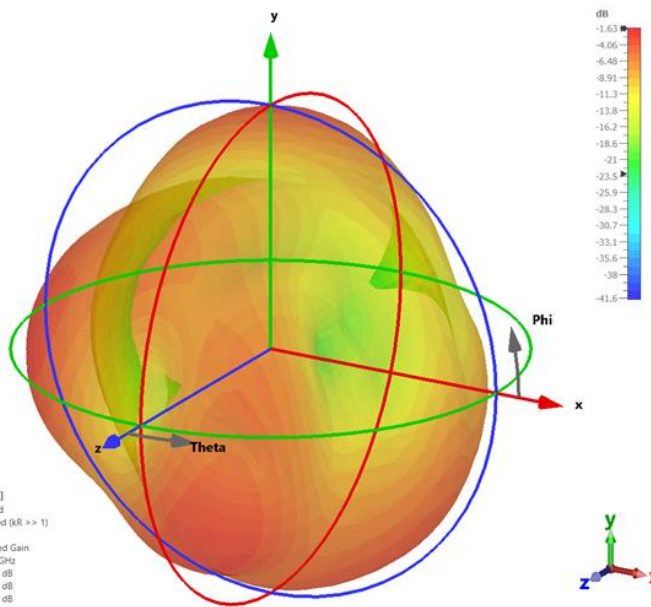 y
dB
-1.63
-4.06
-6.48
-8.91
-11.3
-13.8
-16.2
-18.6
-21
-23.5
-25.9
-28.3
-30.7
-33.1
-35.6
-38
-41.6
Phi
x
z
Theta
]
d
ed (kR >> 1)
ed Gain
GHz
dB
dB
dB
y
z
x